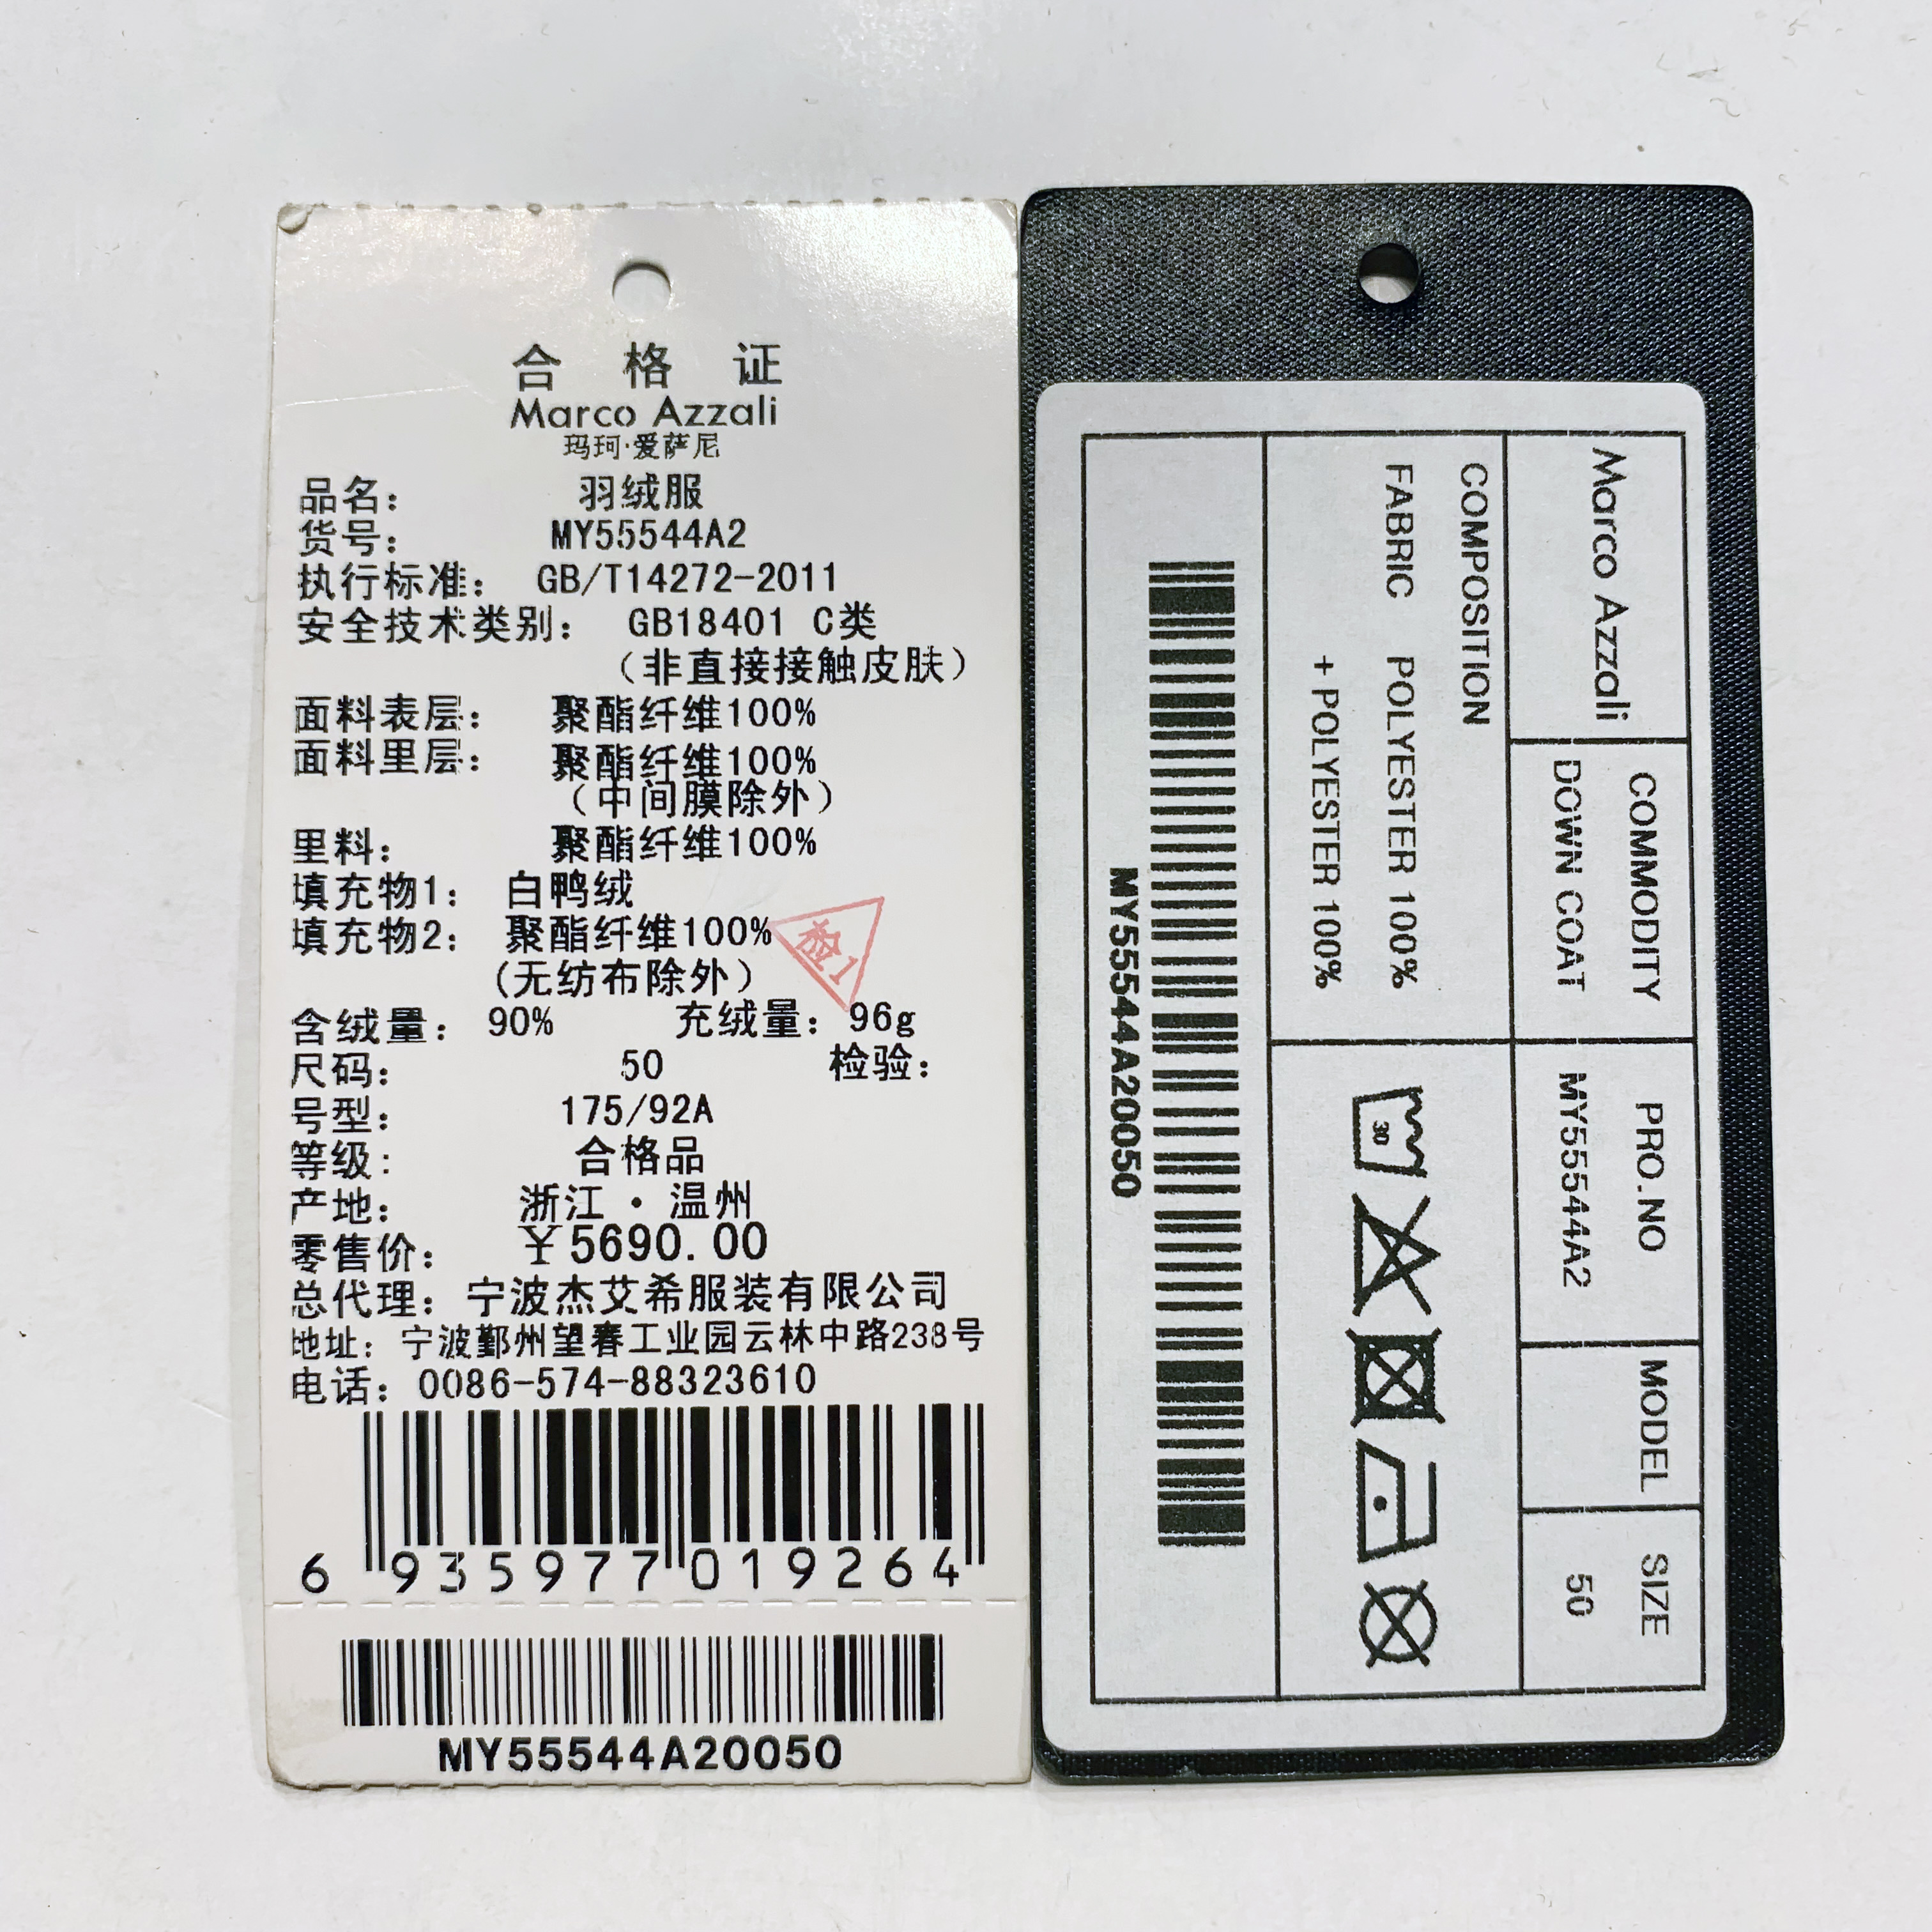 合格证
Marco Azzali
玛珂·爱萨尼
品名： 羽绒服
货号： MY55544A2
执行标准： GB/T14272-2011
安全技术类别： GB18401 C类
（非直接接触皮肤）
面料表层： 聚酯纤维100%
面料里层： 聚酯纤维100%
（中间膜除外）
里料： 聚酯纤维100%
填充物1： 白鸭绒
填充物2： 聚酯纤维100%
(无纺布除外）
检1
含绒量： 90% 充绒量： 96g
尺码： 50 检验：
号型： 175/92A
等级： 合格品
产地： 浙江·温州
零售价： ¥5690.00
总代理： 宁波杰艾希服装有限公司
地址： 宁波鄞州望春工业园云林中路238号
电话： 0086-574-88323610
6 935977 019264
MY55544A20050
Marco Azzali
COMMODITY
DOWN COAT
PRO.NO
MY55544A2
MODEL
SIZE
50
COMPOSITION
FABRIC POLYESTER 100%
+ POLYESTER 100%
30
MY55544A20050